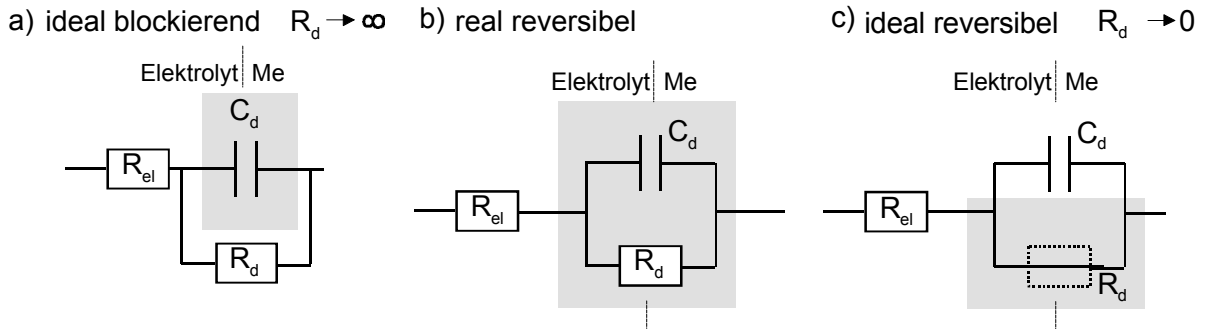 a) ideal blockierend R_d → ∞
b) real reversibel
c) ideal reversibel R_d → 0
Elektrolyt Me
C_d
R_el
R_d
Elektrolyt Me
C_d
R_el
R_d
Elektrolyt Me
C_d
R_el
R_d